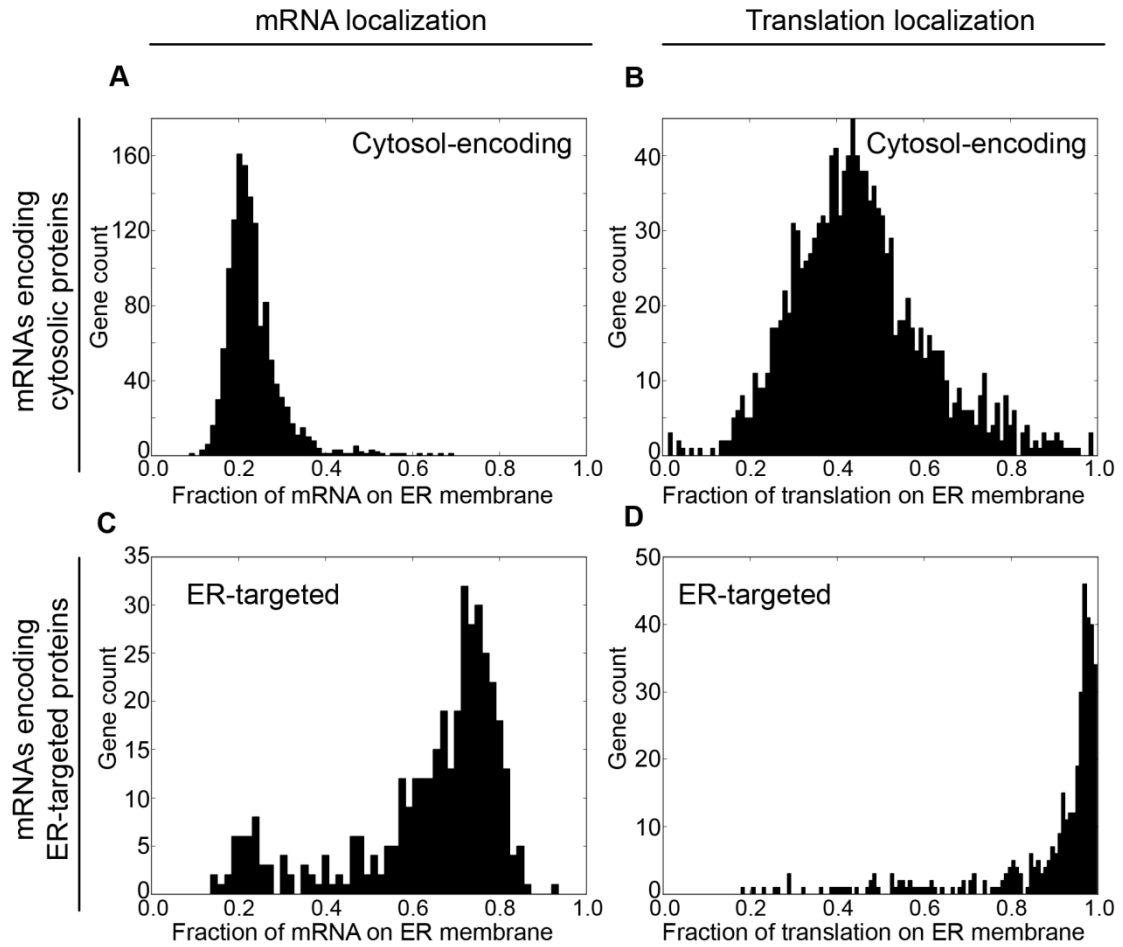 mRNA localization
Translation localization
mRNAs encoding
cytosolic proteins
A
Cytosol-encoding
Gene count
160
120
80
40
0
0.0 0.2 0.4 0.6 0.8 1.0
Fraction of mRNA on ER membrane
B
Cytosol-encoding
Gene count
40
30
20
10
0
0.0 0.2 0.4 0.6 0.8 1.0
Fraction of translation on ER membrane
mRNAs encoding
ER-targeted proteins
C
ER-targeted
Gene count
35
30
25
20
15
10
5
0
0.0 0.2 0.4 0.6 0.8 1.0
Fraction of mRNA on ER membrane
D
ER-targeted
Gene count
50
40
30
20
10
0
0.0 0.2 0.4 0.6 0.8 1.0
Fraction of translation on ER membrane